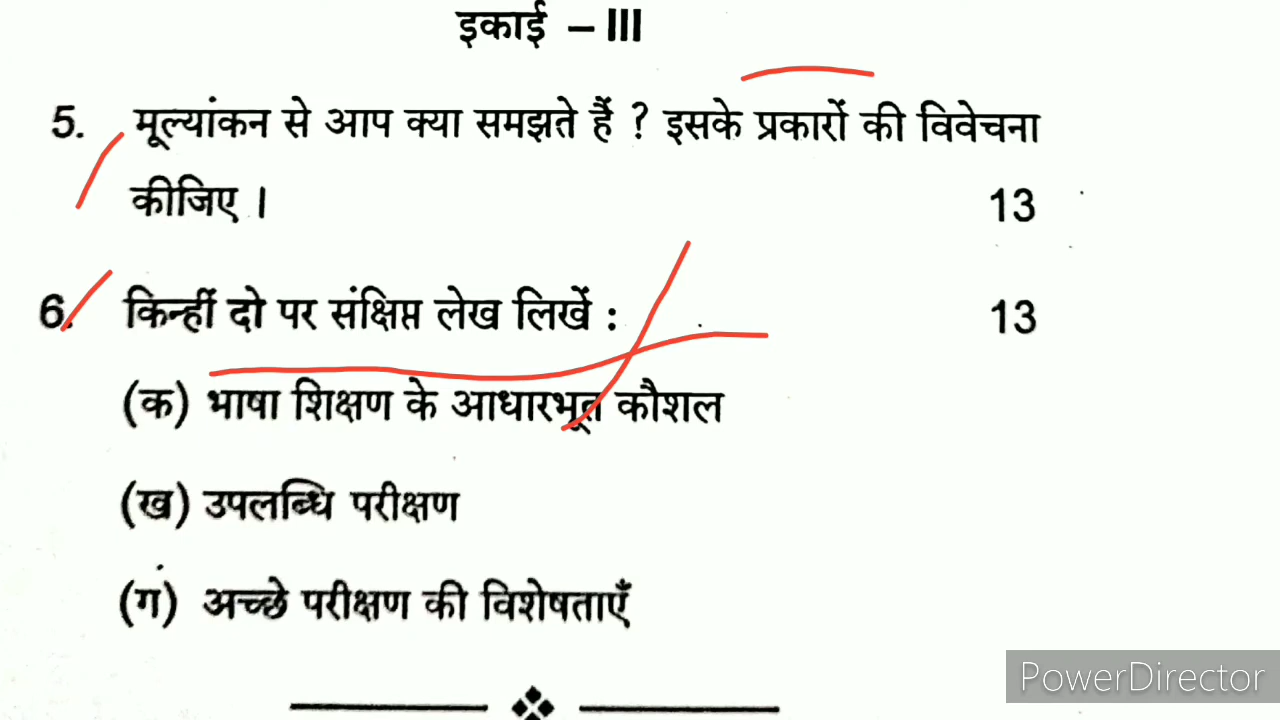 इकाई – III
5. मूल्यांकन से आप क्या समझते हैं ? इसके प्रकारों की विवेचना
कीजिए । 13
6. किन्हीं दो पर संक्षिप्त लेख लिखें : 13
(क) भाषा शिक्षण के आधारभूत कौशल
(ख) उपलब्धि परीक्षण
(ग) अच्छे परीक्षण की विशेषताएँ
PowerDirector